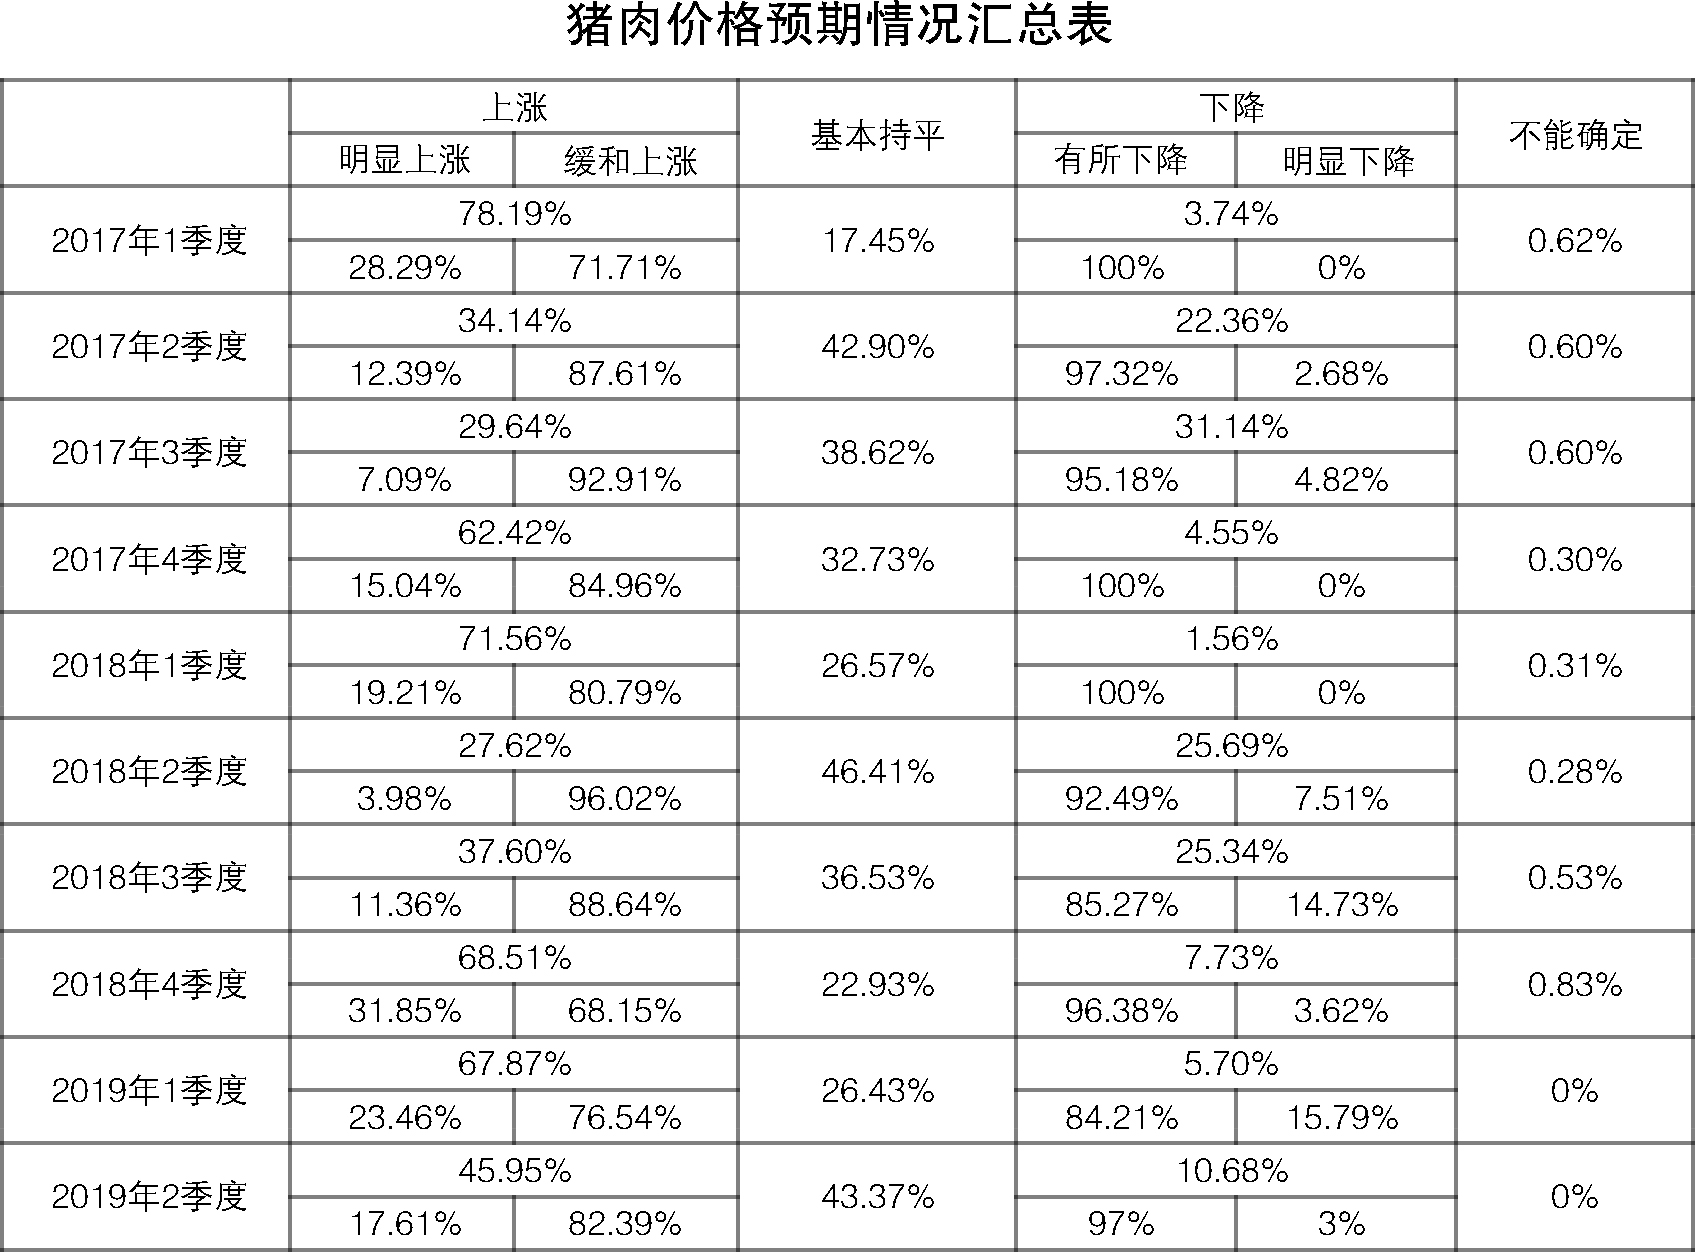 猪肉价格预期情况汇总表
上涨 基本持平 下降 不能确定
明显上涨 缓和上涨 有所下降 明显下降
2017年1季度 78.19% 17.45% 3.74% 0.62%
28.29% 71.71% 100% 0%
2017年2季度 34.14% 42.90% 22.36% 0.60%
12.39% 87.61% 97.32% 2.68%
2017年3季度 29.64% 38.62% 31.14% 0.60%
7.09% 92.91% 95.18% 4.82%
2017年4季度 62.42% 32.73% 4.55% 0.30%
15.04% 84.96% 100% 0%
2018年1季度 71.56% 26.57% 1.56% 0.31%
19.21% 80.79% 100% 0%
2018年2季度 27.62% 46.41% 25.69% 0.28%
3.98% 96.02% 92.49% 7.51%
2018年3季度 37.60% 36.53% 25.34% 0.53%
11.36% 88.64% 85.27% 14.73%
2018年4季度 68.51% 22.93% 7.73% 0.83%
31.85% 68.15% 96.38% 3.62%
2019年1季度 67.87% 26.43% 5.70% 0%
23.46% 76.54% 84.21% 15.79%
2019年2季度 45.95% 43.37% 10.68% 0%
17.61% 82.39% 97% 3%